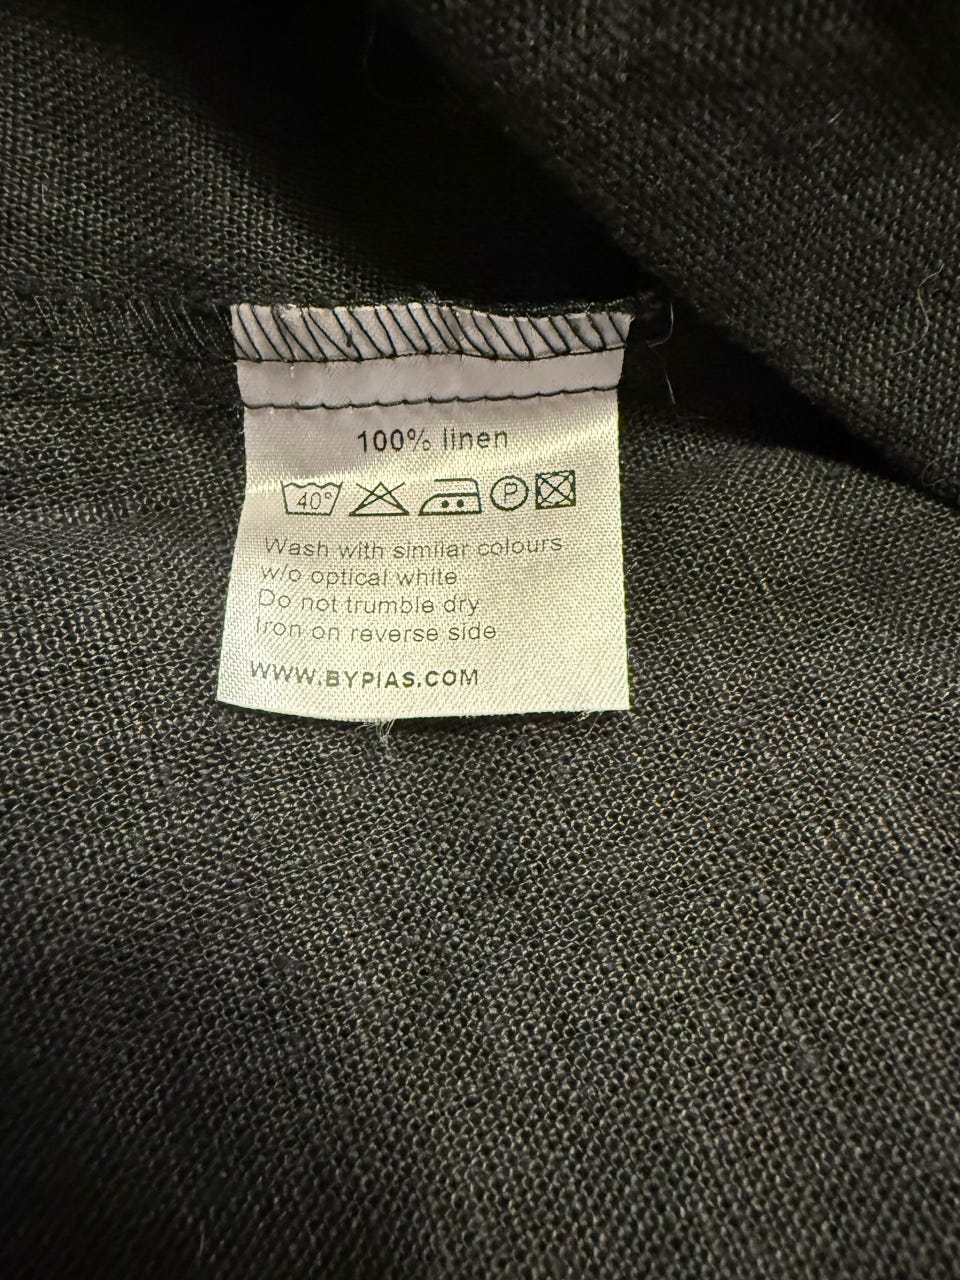 100% linen
40° P
Wash with similar colours
w/o optical white
Do not trumble dry
Iron on reverse side
WWW.BYPIAS.COM